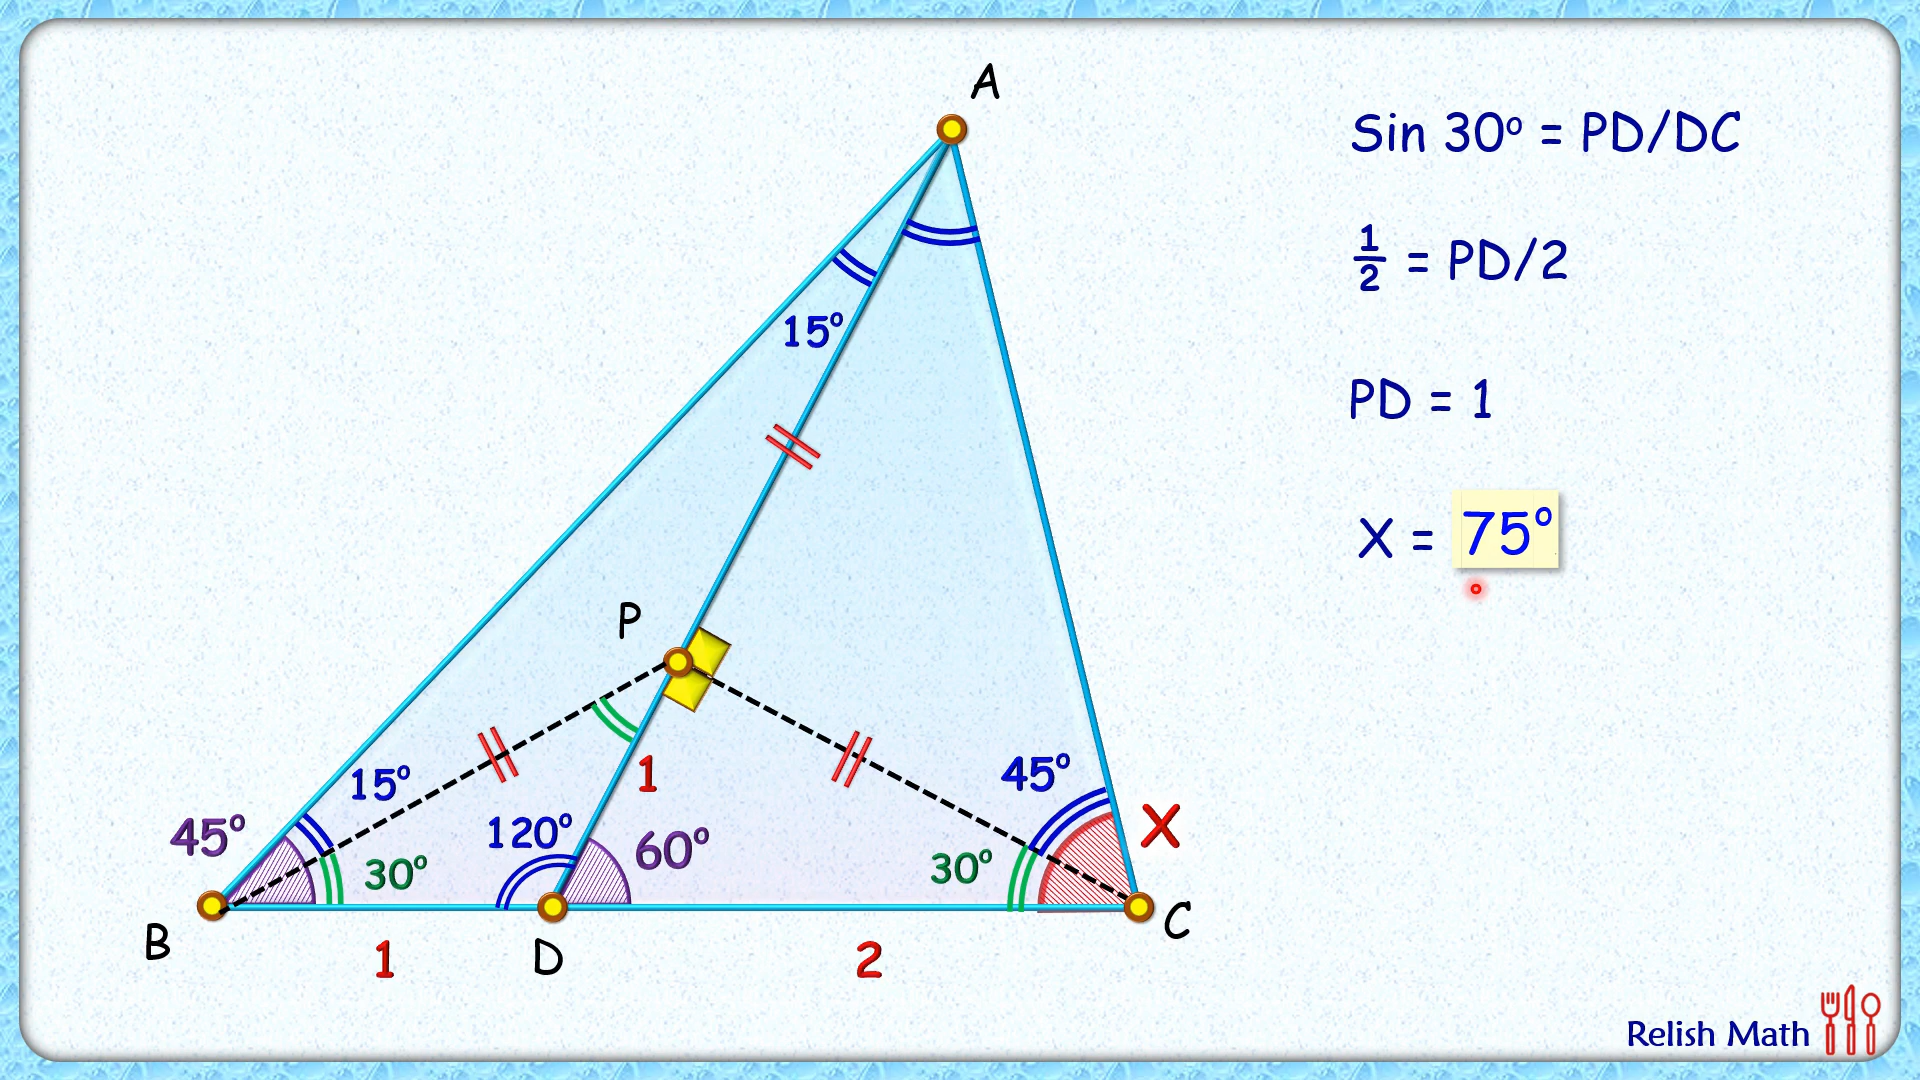 A
Sin 30° = PD/DC
1/2 = PD/2
15°
PD = 1
X = 75°
P
1
45°
15°
120°
60°
45°
X
30°
30°
B
1
D
2
C
Relish Math